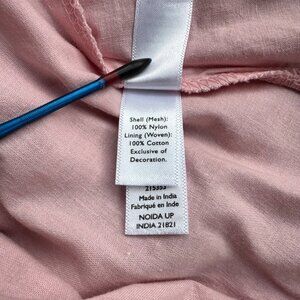 Shell (Mesh):
100% Nylon
Lining (Woven):
100% Cotton
Exclusive of
Decoration.
215353
Made in India
Fabriqué en Inde
NOIDA UP
INDIA 21821